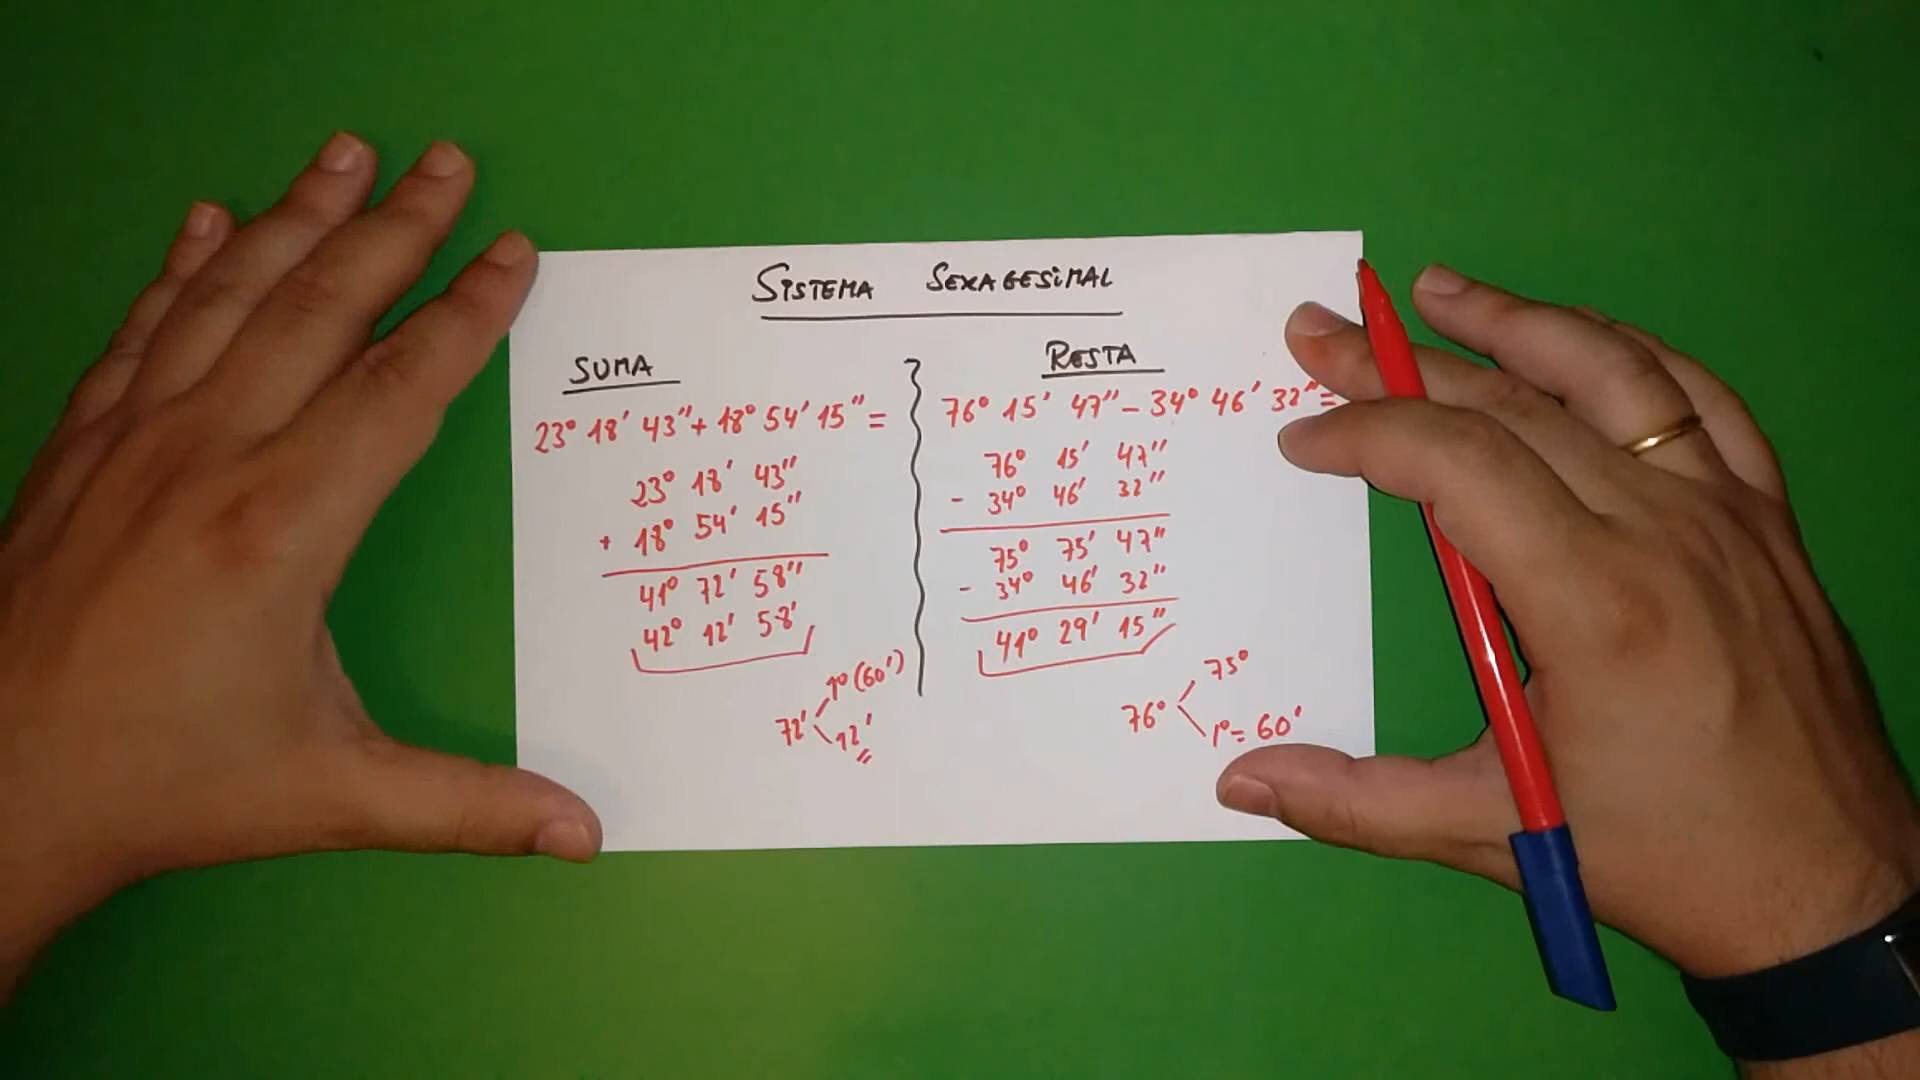 SISTEMA SEXAGESIMAL
SUMA
23° 18' 43" + 18° 54' 15" =
23° 18' 43"
+ 18° 54' 15"
41° 72' 58"
42° 12' 58'
72'
1° (60')
12'
RESTA
76° 15' 47" - 34° 46' 32" =
76° 15' 47"
- 34° 46' 32"
75° 75' 47"
- 34° 46' 32"
41° 29' 15"
76°
75°
1° = 60'